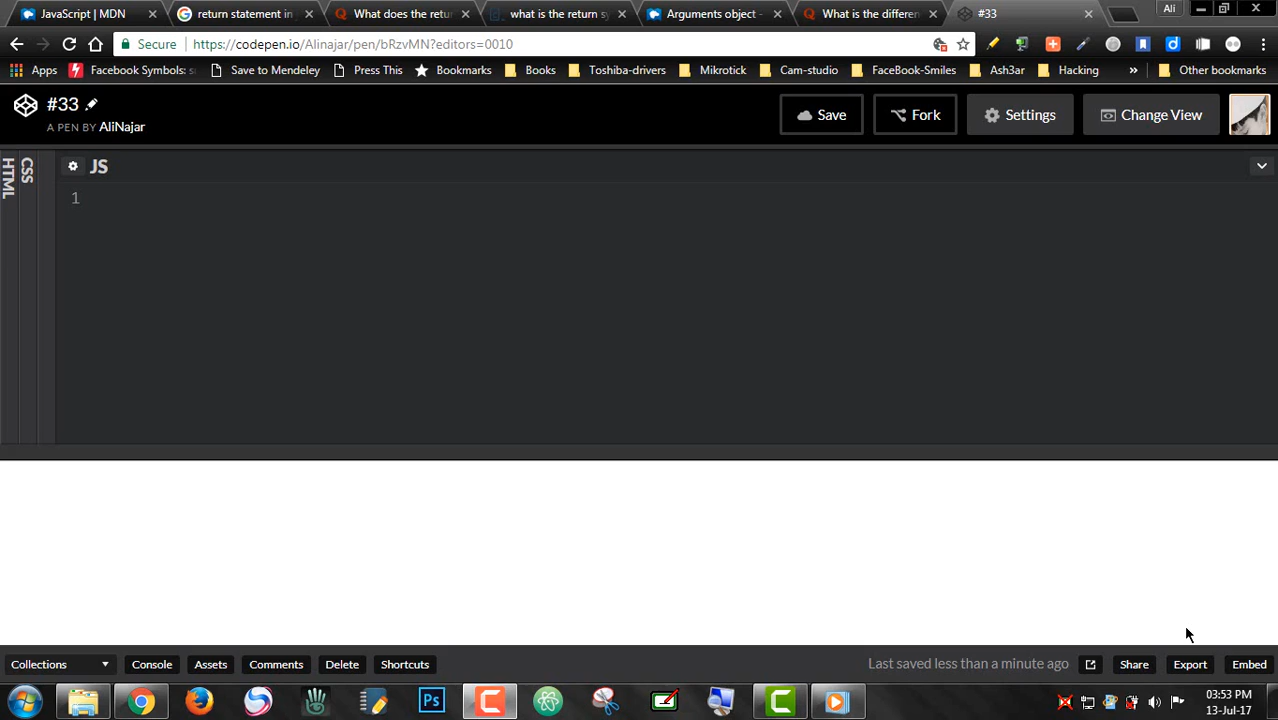 JavaScript | MDN
return statement in
What does the retu
what is the return s
Arguments object -
What is the differen
#33
Ali
Secure
https://codepen.io/Alinajar/pen/bRzvMN?editors=0010
Apps
Facebook Symbols: s
Save to Mendeley
Press This
Bookmarks
Books
Toshiba-drivers
Mikrotick
Cam-studio
FaceBook-Smiles
Ash3ar
Hacking
»
Other bookmarks
#33
A PEN BY AliNajar
Save
Fork
Settings
Change View
HTML
CSS
JS
1
Collections
Console
Assets
Comments
Delete
Shortcuts
Last saved less than a minute ago
Share
Export
Embed
Ps
03:53 PM
13-Jul-17